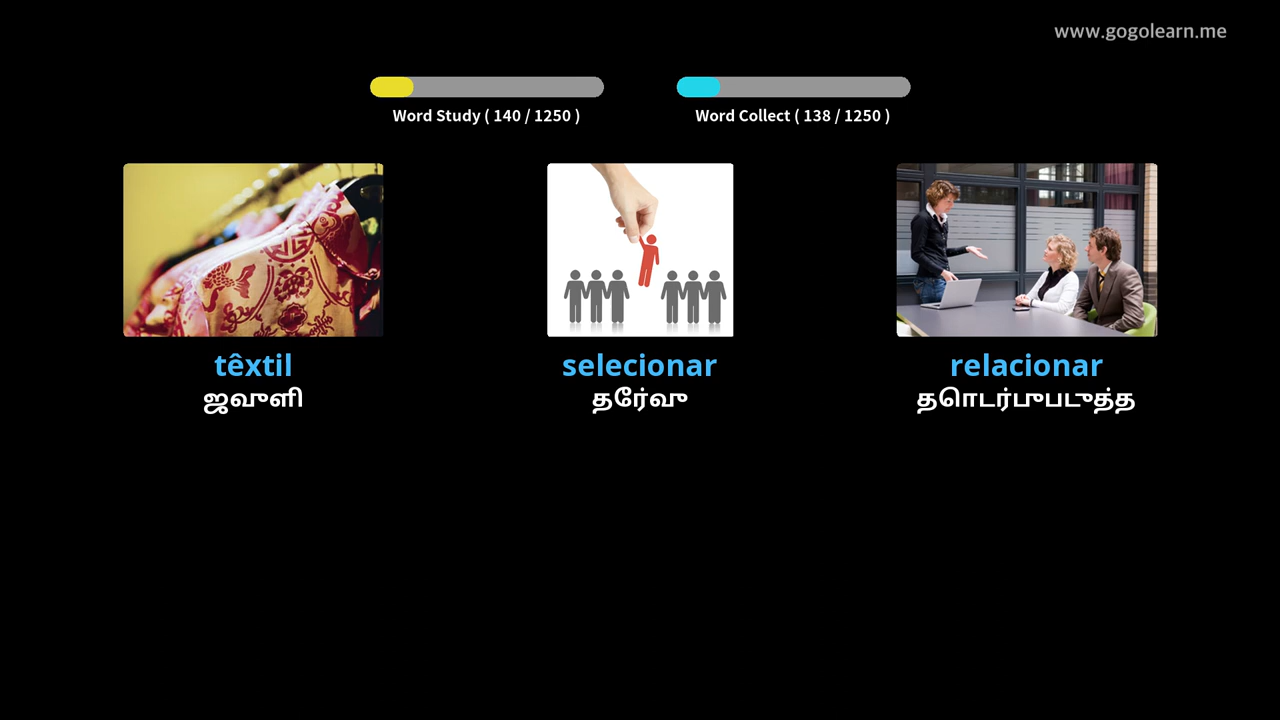 www.gogolearn.me
Word Study ( 140 / 1250 )
Word Collect ( 138 / 1250 )
têxtil
ஜவுளி
selecionar
தேர்வு
relacionar
தொடர்புபடுத்த